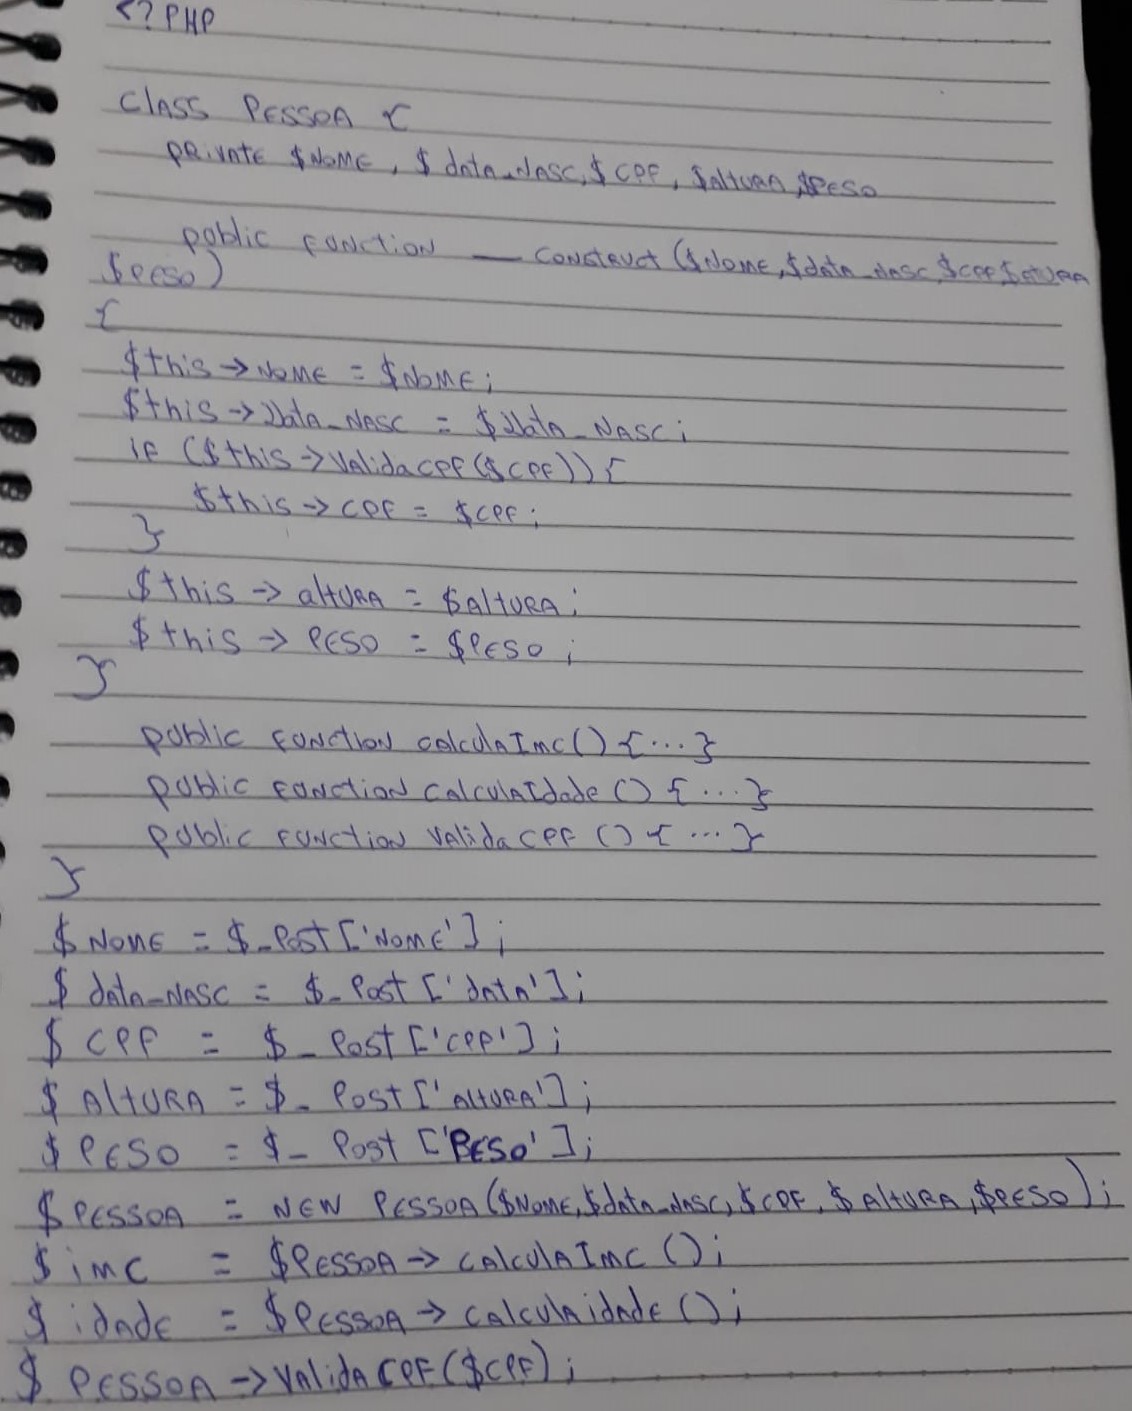 <?PHP
class Pessoa {
private $nome, $data_nasc, $cpf, $altura, $peso
public function __construct ($nome, $data_nasc, $cpf $atura
$peso)
{
$this->nome = $nome;
$this->Data_nasc = $Data_nasc;
if ($this->validacpf($cpf)){
$this->cpf = $cpf;
}
$this->altura = $altura;
$this->peso = $peso;
}
public function calculaImc() {...}
public function calculaIdade () {...}
public function validacpf () {...}
}
$nome = $_Post['nome'];
$data_nasc = $_Post['data'];
$cpf = $_Post['cpf'];
$altura = $_Post['altura'];
$peso = $_Post['Peso'];
$pessoa = new Pessoa($nome, $data_nasc, $cpf, $altura, $peso);
$imc = $pessoa->calculaImc();
$idade = $pessoa->calculaidade();
$pessoa->validacpf($cpf);